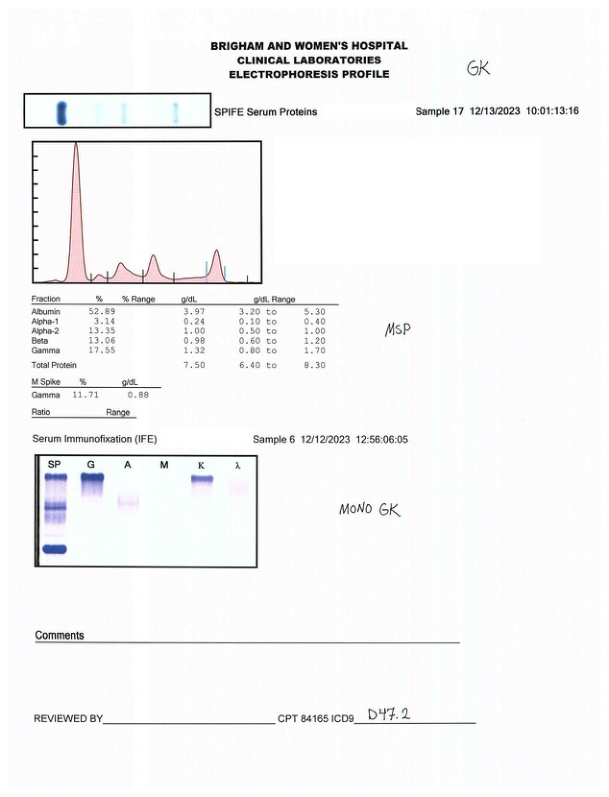 BRIGHAM AND WOMEN'S HOSPITAL
CLINICAL LABORATORIES
ELECTROPHORESIS PROFILE
GK
SPIFE Serum Proteins Sample 17 12/13/2023 10:01:13:16
Fraction % % Range g/dL g/dL Range
Albumin 52.89 3.97 3.20 to 5.30
Alpha-1 3.14 0.24 0.10 to 0.40
Alpha-2 13.35 1.00 0.50 to 1.00
Beta 13.06 0.98 0.60 to 1.20
Gamma 17.55 1.32 0.80 to 1.70
Total Protein 7.50 6.40 to 8.30
MSP
M Spike % g/dL
Gamma 11.71 0.88
Ratio Range
Serum Immunofixation (IFE) Sample 6 12/12/2023 12:56:06:05
SP G A M K λ
MONO GK
Comments
REVIEWED BY CPT 84165 ICD9 D47.2